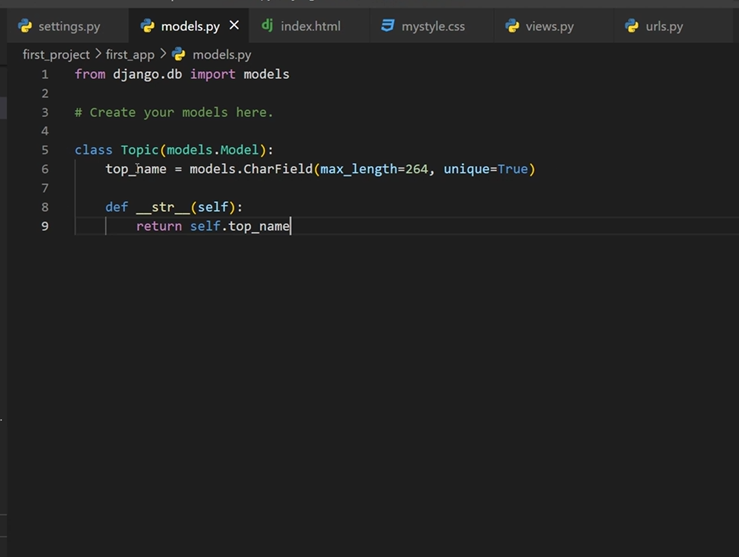 settings.py models.py index.html mystyle.css views.py urls.py
first_project > first_app > models.py
1 from django.db import models
2
3 # Create your models here.
4
5 class Topic(models.Model):
6 top_name = models.CharField(max_length=264, unique=True)
7
8 def __str__(self):
9 return self.top_name